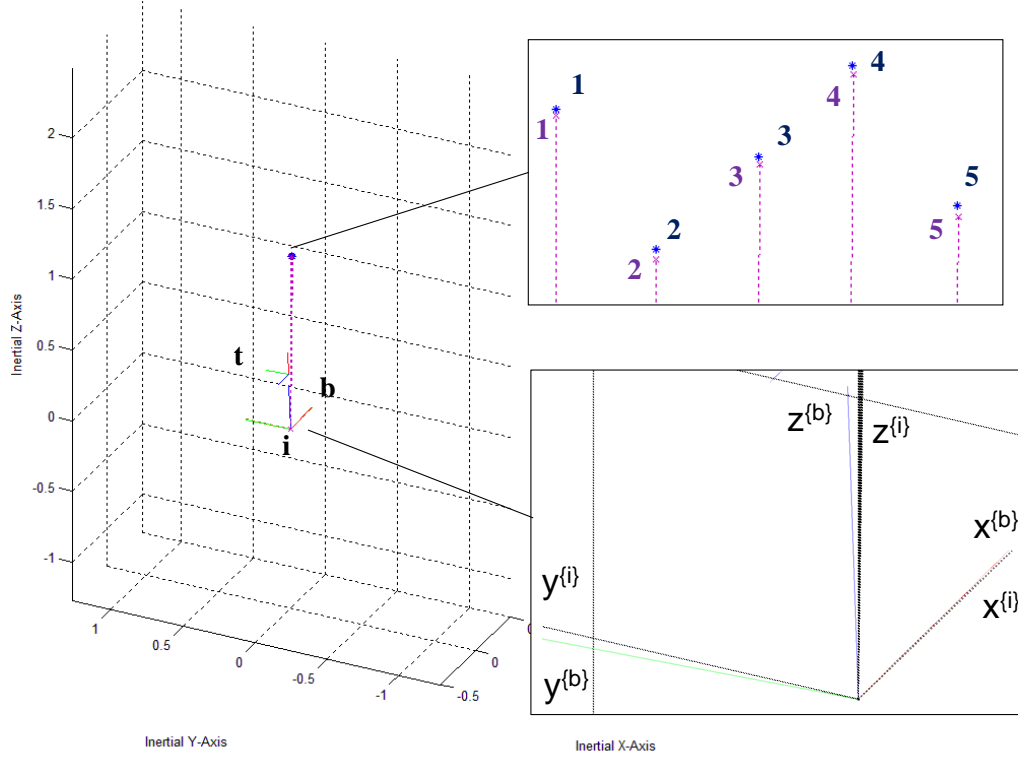 2
1.5
1
0.5
0
-0.5
-1
Inertial Z-Axis
t
b
i
1
0.5
0
-0.5
-1
-0.5
0
Inertial Y-Axis
Inertial X-Axis
1
1
2
2
3
3
4
4
5
5
z{b}
z{i}
x{b}
x{i}
y{i}
y{b}